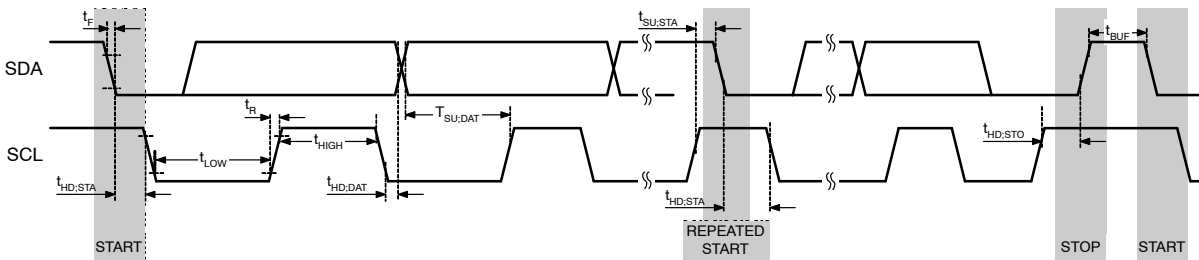 tF
tSU;STA
tBUF
SDA
tR
TSU;DAT
SCL
tLOW
tHIGH
tHD;STO
tHD;STA
tHD;DAT
tHD;STA
START
REPEATED
START
STOP
START